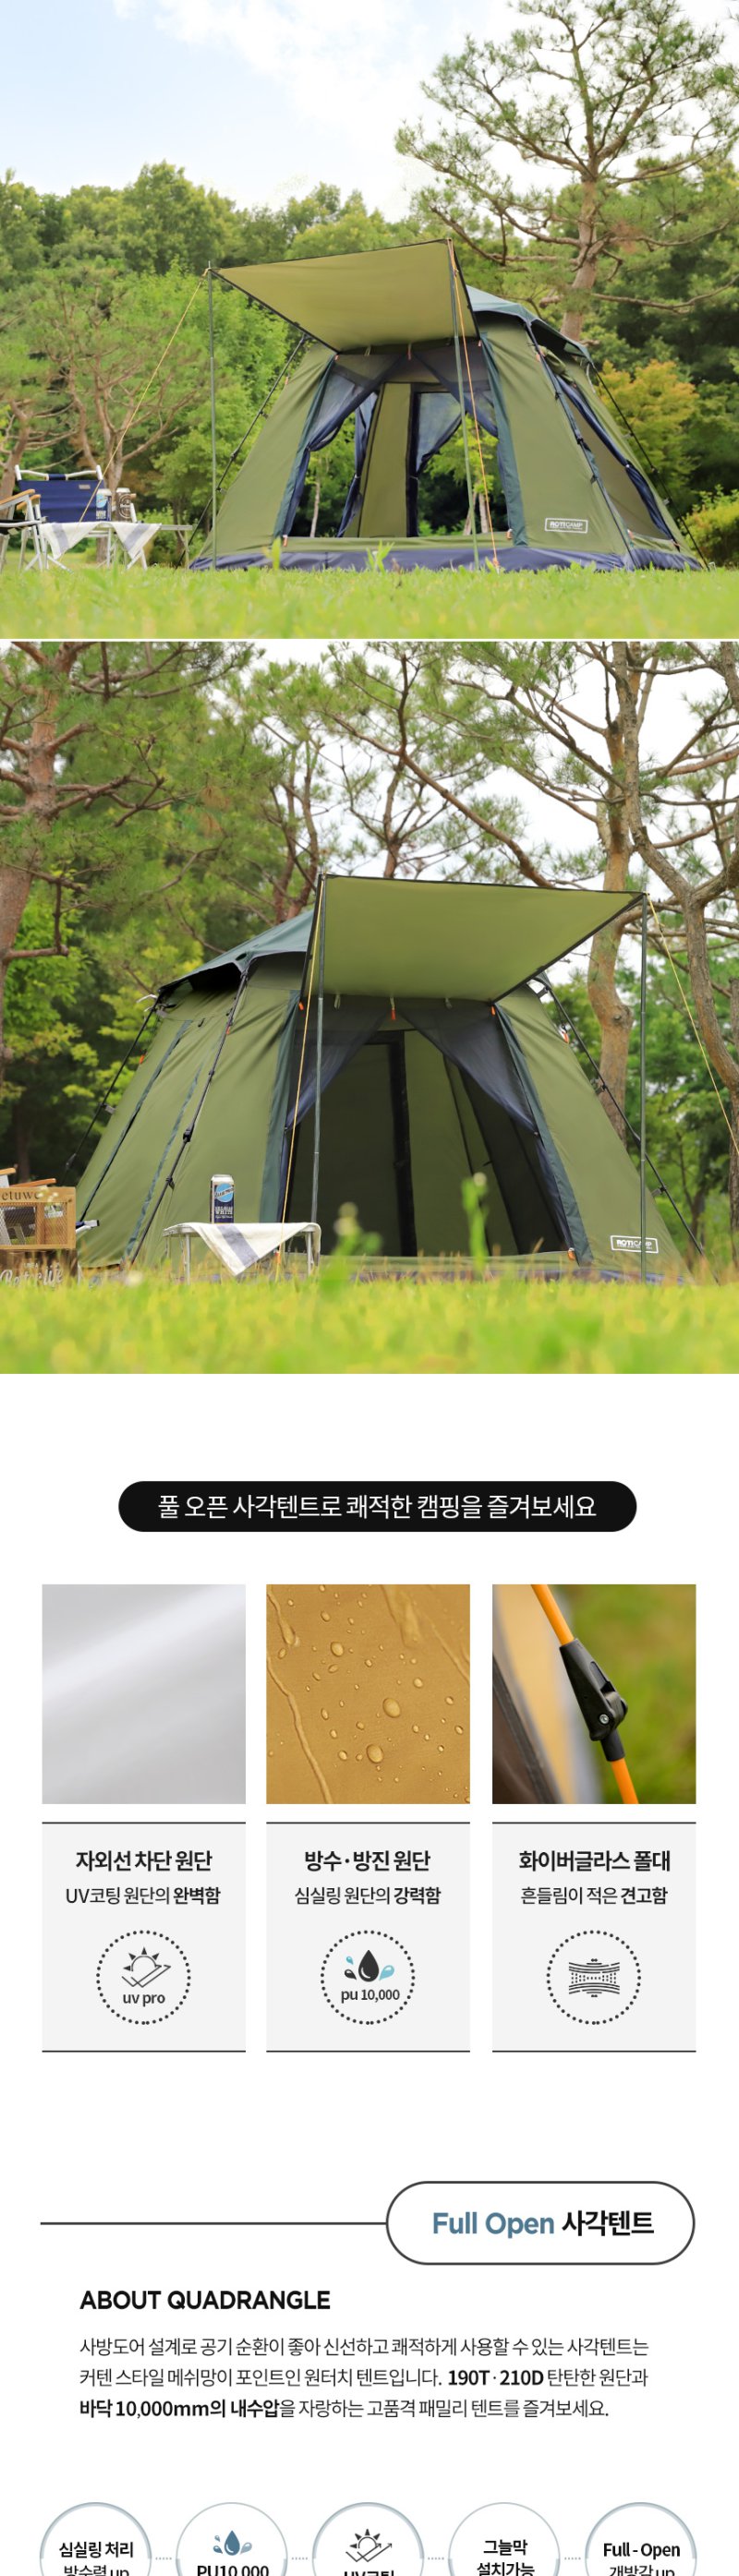 ROTICAMP
etuwe
ROTICAMP
풀 오픈 사각텐트로 쾌적한 캠핑을 즐겨보세요
자외선 차단 원단
UV코팅 원단의 완벽함
uv pro
방수·방진 원단
심실링 원단의 강력함
pu 10,000
화이버글라스 폴대
흔들림이 적은 견고함
Full Open 사각텐트
ABOUT QUADRANGLE
사방도어 설계로 공기 순환이 좋아 신선하고 쾌적하게 사용할 수 있는 사각텐트는
커텐 스타일 메쉬망이 포인트인 원터치 텐트입니다. 190T · 210D 탄탄한 원단과
바닥 10,000mm의 내수압을 자랑하는 고품격 패밀리 텐트를 즐겨보세요.
심실링 처리
방수력 up
PU10,000
UV코팅
그늘막
설치가능
Full - Open
개방감 up